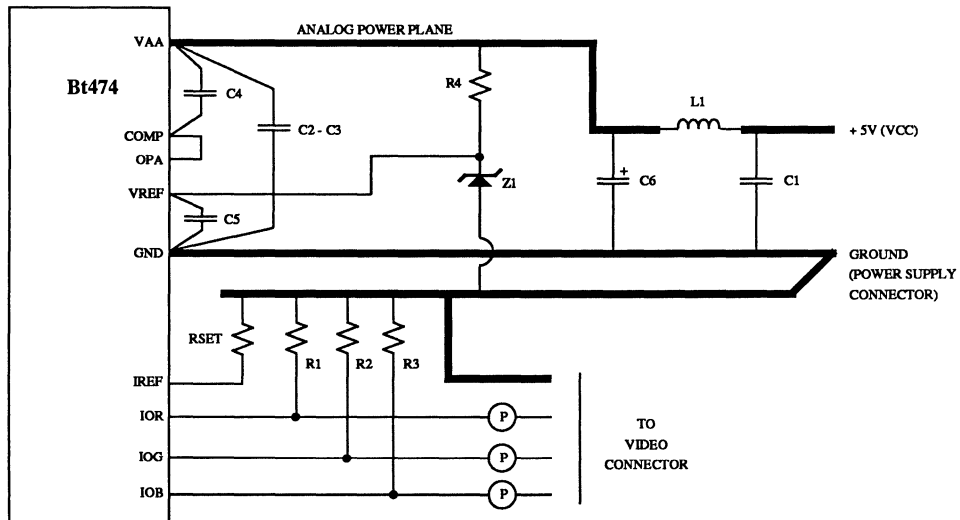 ANALOG POWER PLANE
VAA
Bt474
R4
C4
L1
C2 - C3
+ 5V (VCC)
COMP
OPA
+
VREF
Z1
C6
C1
C5
GND
GROUND
(POWER SUPPLY
CONNECTOR)
RSET
R1
R2
R3
IREF
IOR
P
TO
VIDEO
CONNECTOR
IOG
P
IOB
P